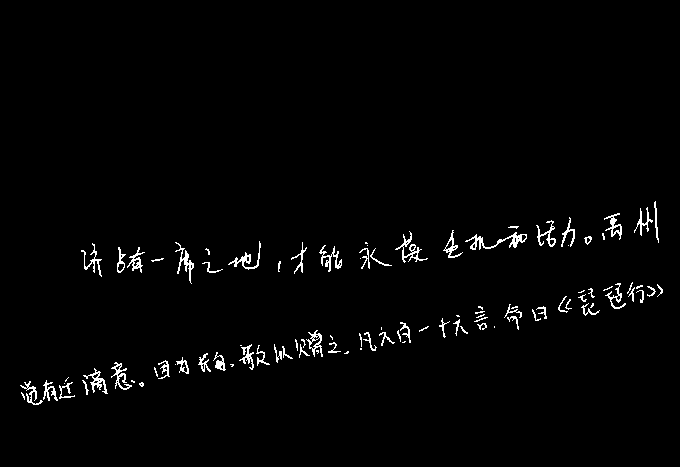 济占有一席之地,才能永葆生机和活力。禹州
觉有迁谪意。因为长句,歌以赠之,凡六百一十六言,命曰《琵琶行》